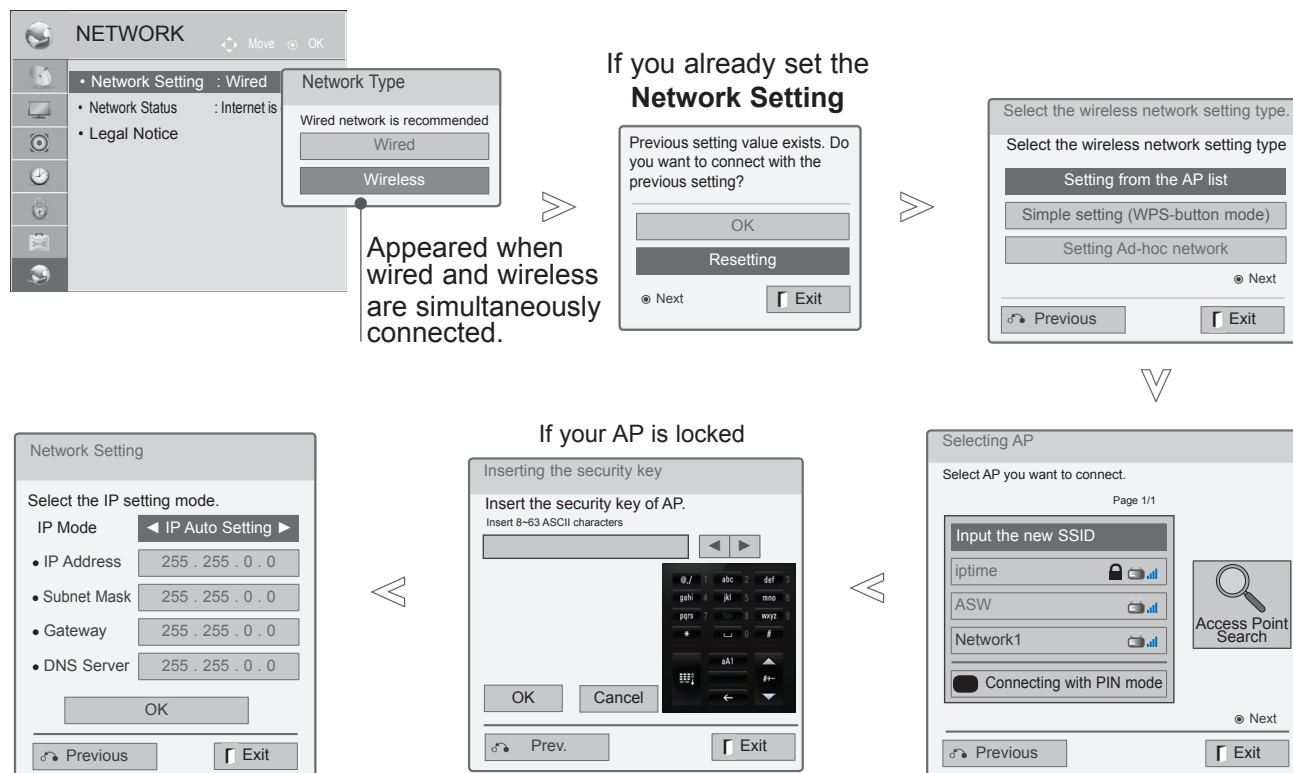 NETWORK
Move OK
• Network Setting : Wired
• Network Status : Internet is
• Legal Notice
Network Type
Wired network is recommended
Wired
Wireless
Appeared when
wired and wireless
are simultaneously
connected.
If you already set the
Network Setting
Previous setting value exists. Do
you want to connect with the
previous setting?
OK
Resetting
Next
Exit
Select the wireless network setting type.
Select the wireless network setting type
Setting from the AP list
Simple setting (WPS-button mode)
Setting Ad-hoc network
Next
Previous
Exit
Selecting AP
Select AP you want to connect.
Page 1/1
Input the new SSID
iptime
ASW
Network1
Connecting with PIN mode
Access Point
Search
Next
Previous
Exit
If your AP is locked
Inserting the security key
Insert the security key of AP.
Insert 8~63 ASCII characters
◄ ►
@./ 1 abc 2 def 3
gahi 4 jkl 5 mno 6
pqrs 7 tuv 8 wxyz 9
* 0 #
aA1
#+-
OK Cancel
Prev.
Exit
Network Setting
Select the IP setting mode.
IP Mode ◄ IP Auto Setting ►
• IP Address 255 . 255 . 0 . 0
• Subnet Mask 255 . 255 . 0 . 0
• Gateway 255 . 255 . 0 . 0
• DNS Server 255 . 255 . 0 . 0
OK
Previous
Exit